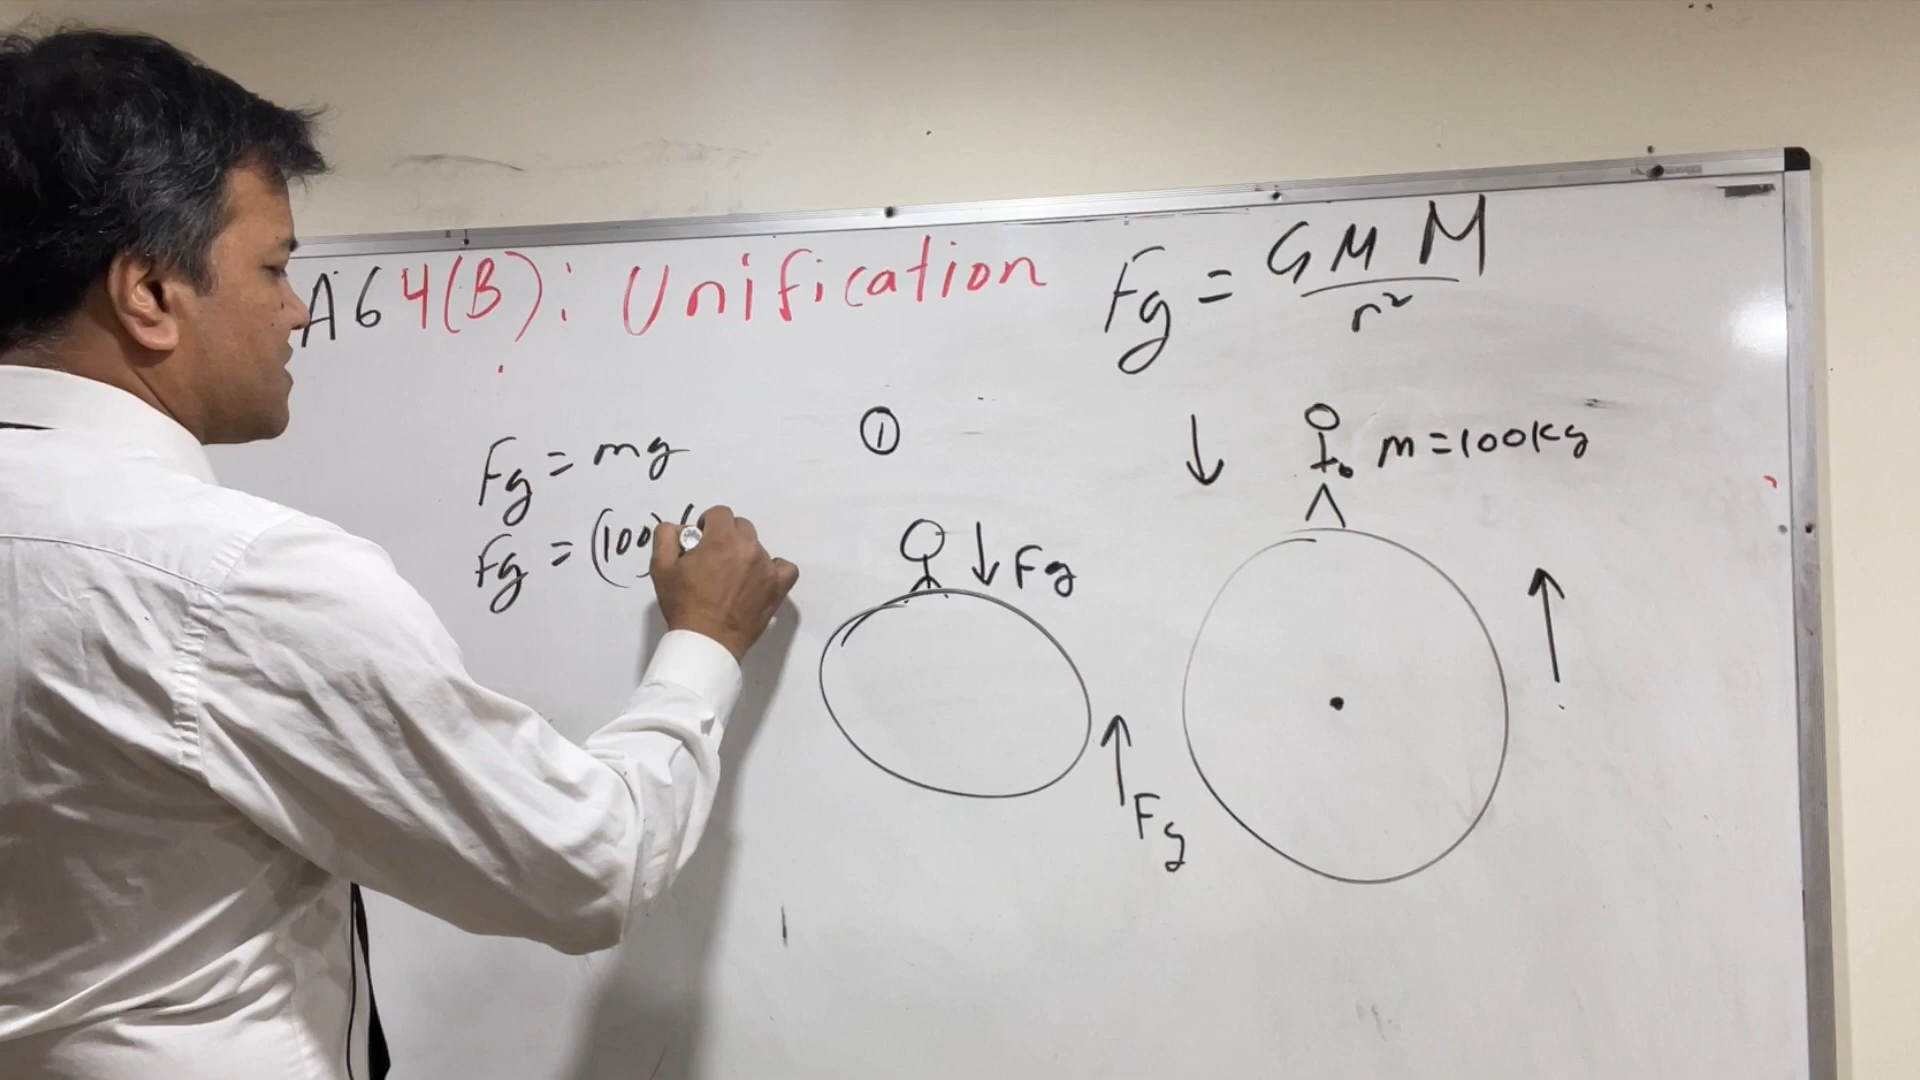 A64(B): Unification
Fg = GMM/r²
Fg = mg
Fg = (100)(
①
↓ Fg
↑ Fg
↓
m=100kg
↑